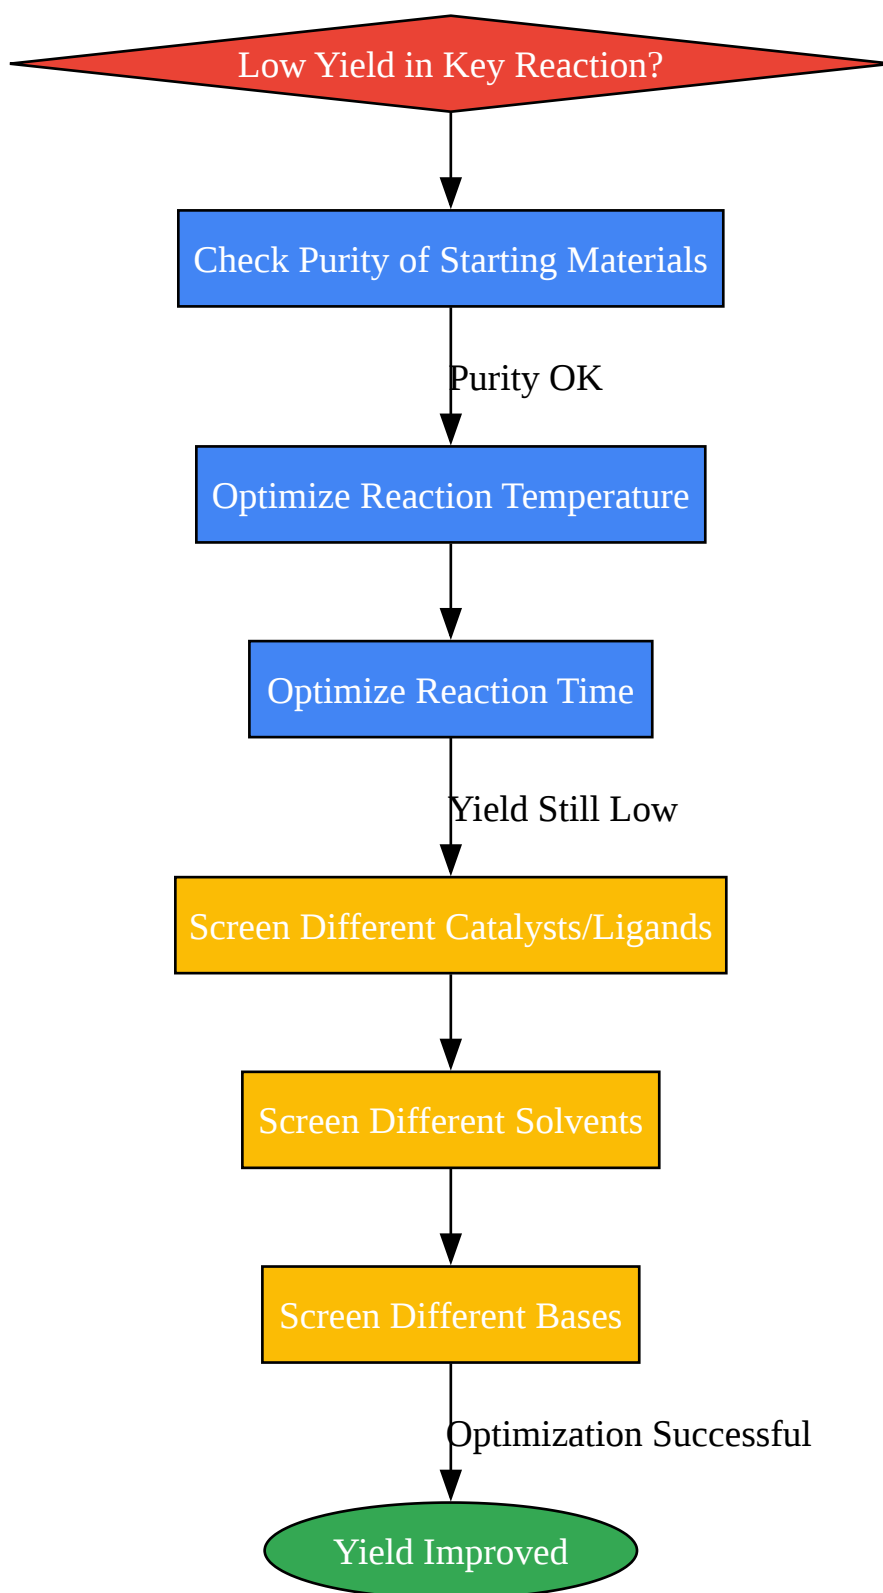 Low Yield in Key Reaction?
Check Purity of Starting Materials
Purity OK
Optimize Reaction Temperature
Optimize Reaction Time
Yield Still Low
Screen Different Catalysts/Ligands
Screen Different Solvents
Screen Different Bases
Optimization Successful
Yield Improved